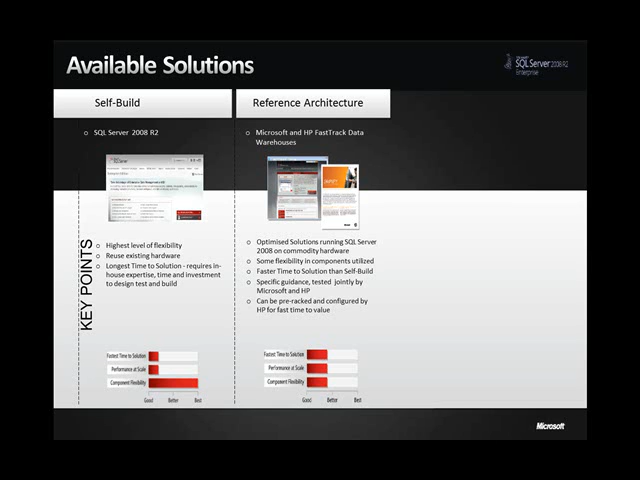 Available Solutions
SQL Server 2008 R2
Enterprise
Self-Build
Reference Architecture
o SQL Server 2008 R2
o Microsoft and HP FastTrack Data
Warehouses
KEY POINTS
o Highest level of flexibility
o Reuse existing hardware
o Longest Time to Solution - requires in-
house expertise, time and investment
to design test and build
o Optimised Solutions running SQL Server
2008 on commodity hardware
o Some flexibility in components utilized
o Faster Time to Solution than Self-Build
o Specific guidance, tested jointly by
Microsoft and HP
o Can be pre-racked and configured by
HP for fast time to value
Fastest Time to Solution
Performance at Scale
Component Flexibility
Good Better Best
Fastest Time to Solution
Performance at Scale
Component Flexibility
Good Better Best
Microsoft